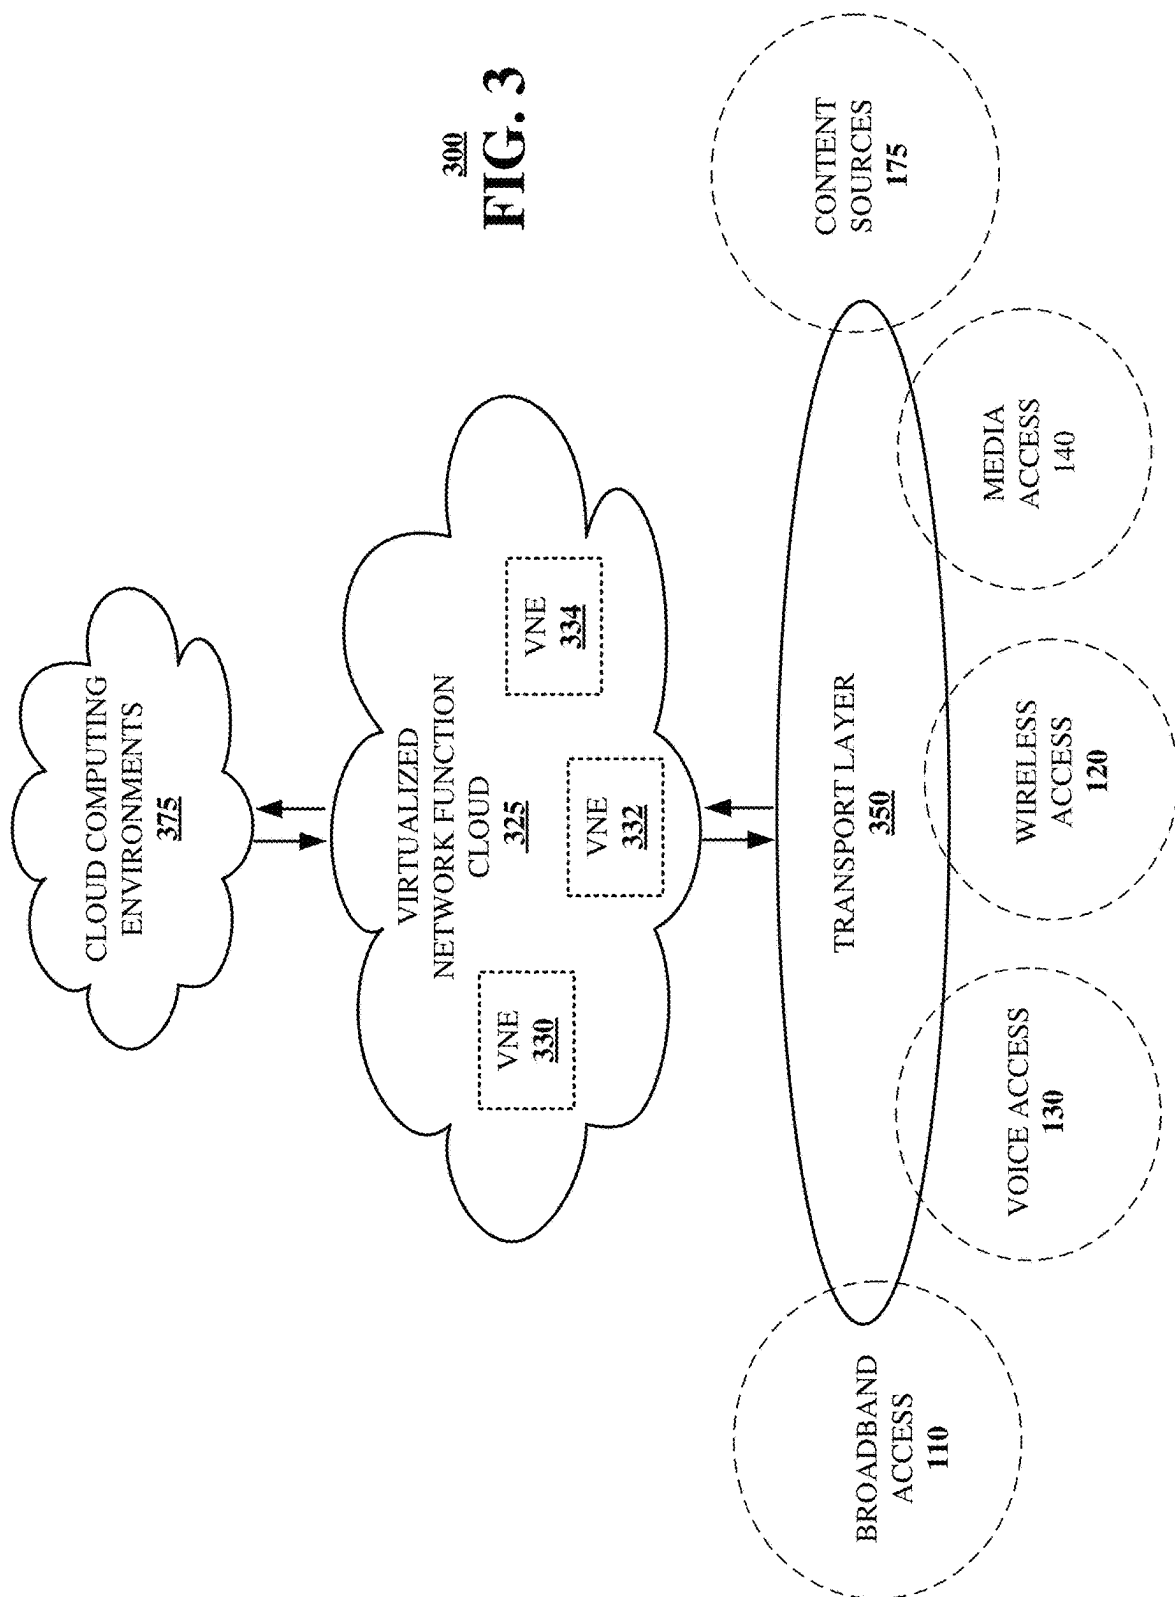 CLOUD COMPUTING
ENVIRONMENTS
375
VIRTUALIZED
NETWORK FUNCTION
CLOUD
325
VNE
330
VNE
332
VNE
334
300
FIG. 3
TRANSPORT LAYER
350
BROADBAND
ACCESS
110
VOICE ACCESS
130
WIRELESS
ACCESS
120
MEDIA
ACCESS
140
CONTENT
SOURCES
175